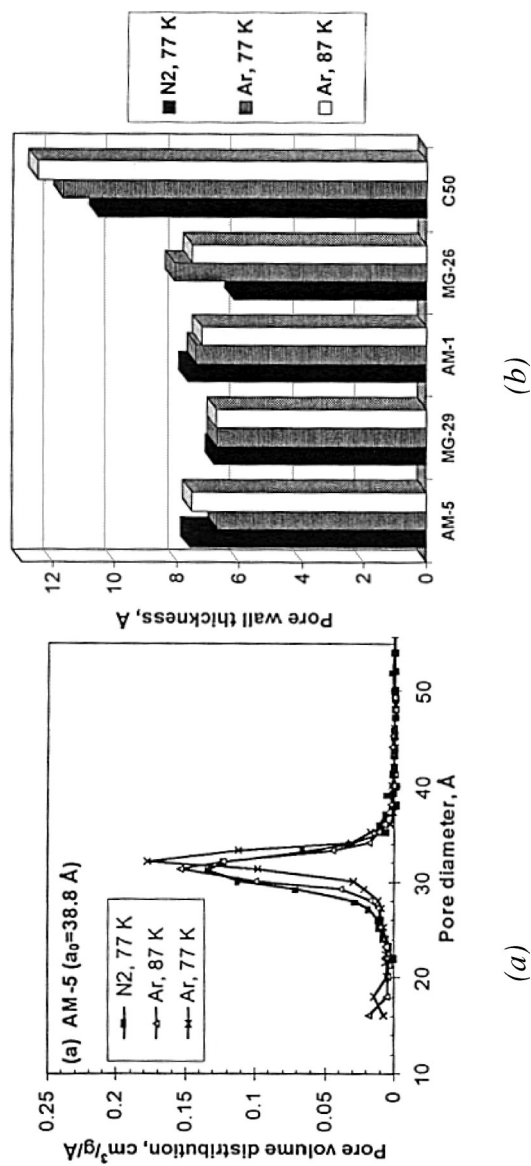 (a) AM-5 (a₀=38.8 Å)
N2, 77 K
Ar, 87 K
Ar, 77 K
Pore volume distribution, cm³/g/Å
0.25
0.2
0.15
0.1
0.05
0
10
20
30
40
50
Pore diameter, Å
(a)
Pore wall thickness, Å
12
10
8
6
4
2
0
AM-5
MG-29
AM-1
MG-26
C50
N2, 77 K
Ar, 77 K
Ar, 87 K
(b)